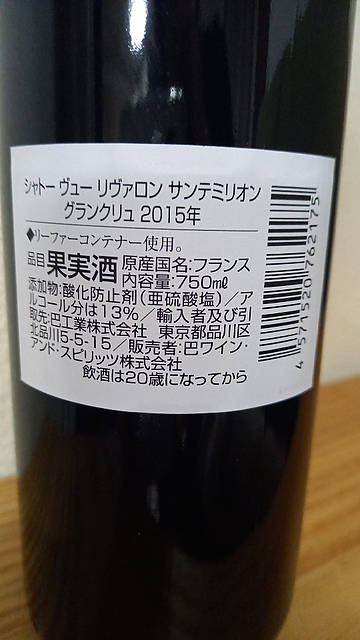 シャトー ヴュー リヴァロン サンテミリオン
グランクリュ 2015年
◆リーファーコンテナー使用。
品目 果実酒 原産国名:フランス
内容量:750mℓ
添加物:酸化防止剤(亜硫酸塩)/ア
ルコール分は13%/輸入者及び引
取先:巴工業株式会社 東京都品川区
北品川5-5-15/販売者:巴ワイン・
アンド・スピリッツ株式会社
飲酒は20歳になってから
4 571520 762175